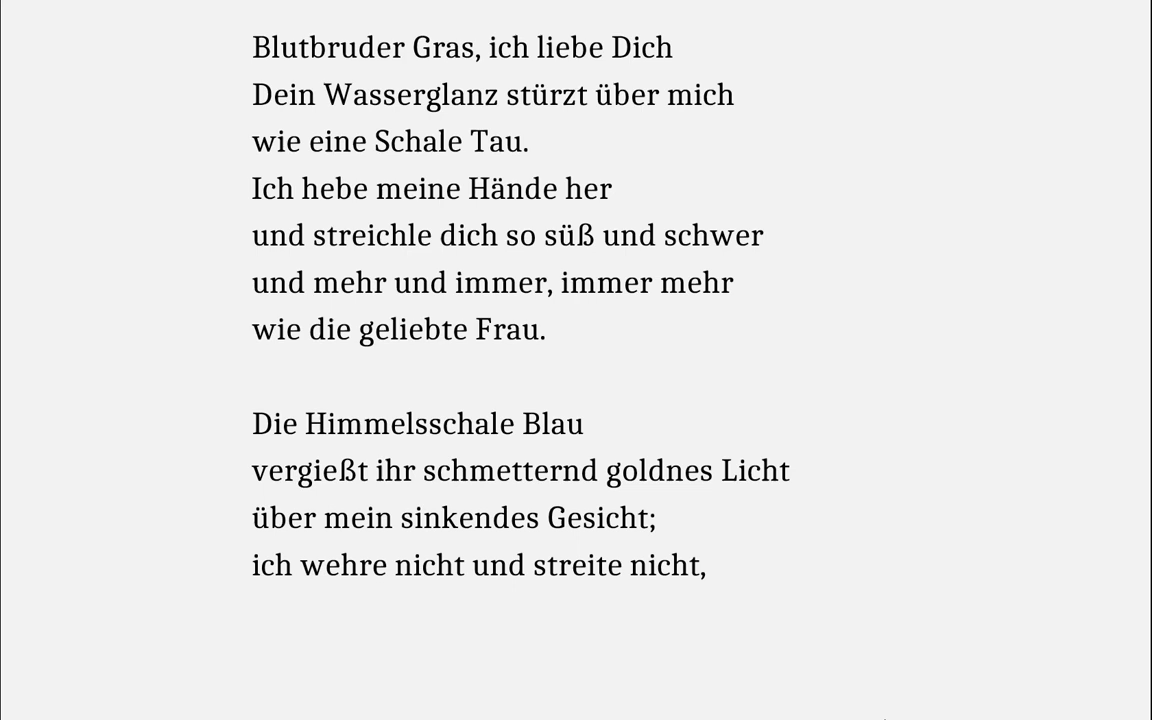 Blutbruder Gras, ich liebe Dich
Dein Wasserglanz stürzt über mich
wie eine Schale Tau.
Ich hebe meine Hände her
und streichle dich so süß und schwer
und mehr und immer, immer mehr
wie die geliebte Frau.
Die Himmelsschale Blau
vergießt ihr schmetternd goldnes Licht
über mein sinkendes Gesicht;
ich wehre nicht und streite nicht,